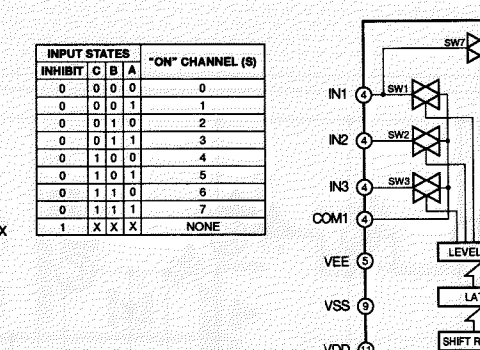 INPUT STATES "ON" CHANNEL (S)
INHIBIT C B A
0 0 0 0 0
0 0 0 1 1
0 0 1 0 2
0 0 1 1 3
0 1 0 0 4
0 1 0 1 5
0 1 1 0 6
0 1 1 1 7
1 X X X NONE
X
SW7
IN1 4 SW1
IN2 4 SW2
IN3 4 SW3
COM1 4
VEE 5
LEVEL
VSS 9
LA
SHIFT R
VDD 11